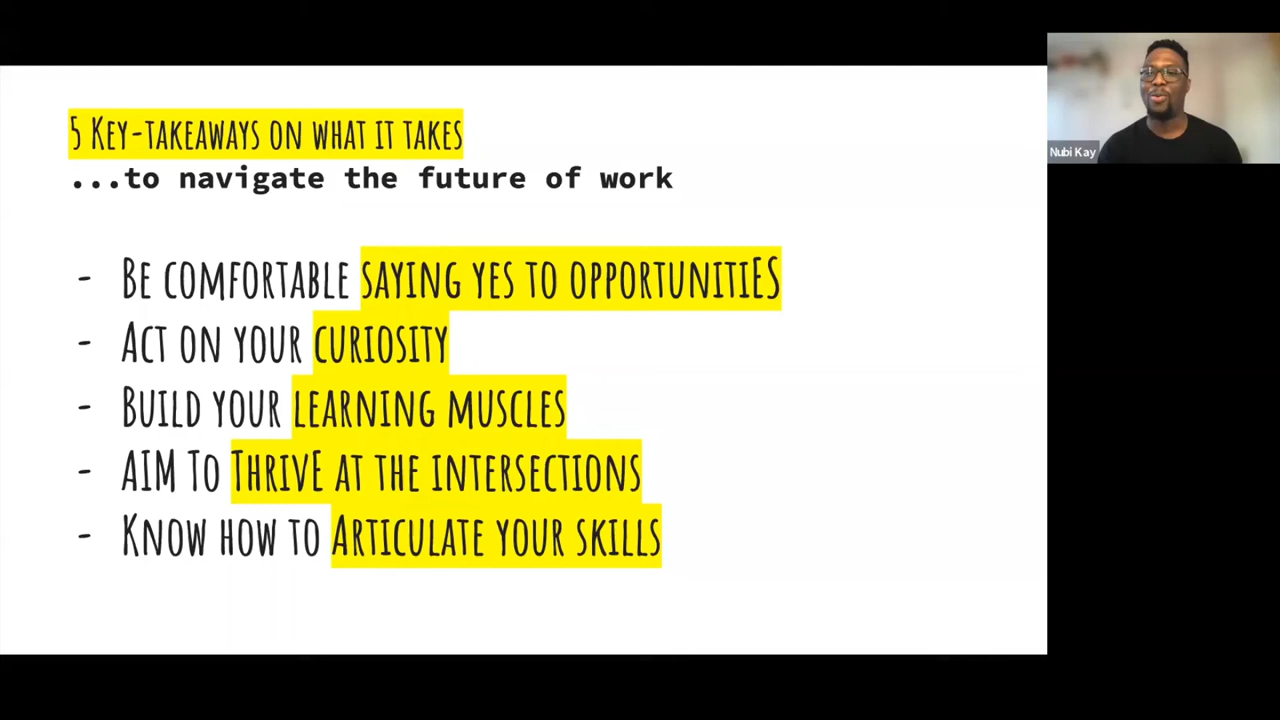 5 Key-takeaways on what it takes
...to navigate the future of work
- Be comfortable saying yes to opportunitiEs
- Act on your curiosity
- Build your learning muscles
- AIM To ThrivE at the intersections
- Know how to Articulate your skills
Nubi Kay